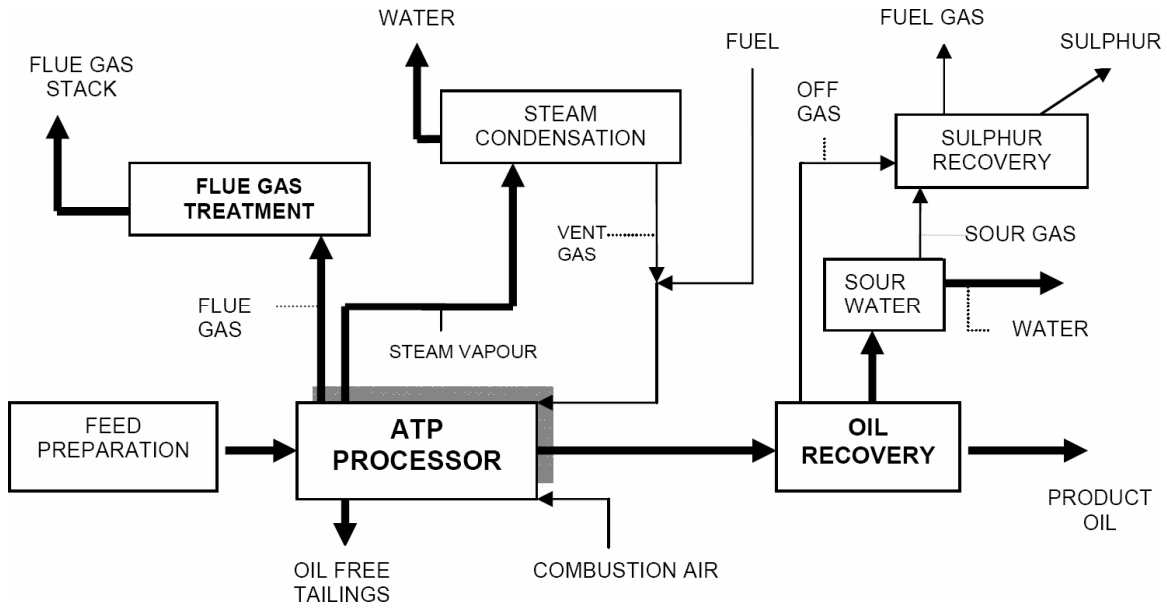 WATER
FUEL GAS
FUEL
SULPHUR
FLUE GAS
STACK
OFF
GAS
STEAM
CONDENSATION
SULPHUR
RECOVERY
FLUE GAS
TREATMENT
VENT
GAS
SOUR GAS
SOUR
WATER
FLUE
GAS
WATER
STEAM VAPOUR
FEED
PREPARATION
ATP
PROCESSOR
OIL
RECOVERY
PRODUCT
OIL
OIL FREE
TAILINGS
COMBUSTION AIR